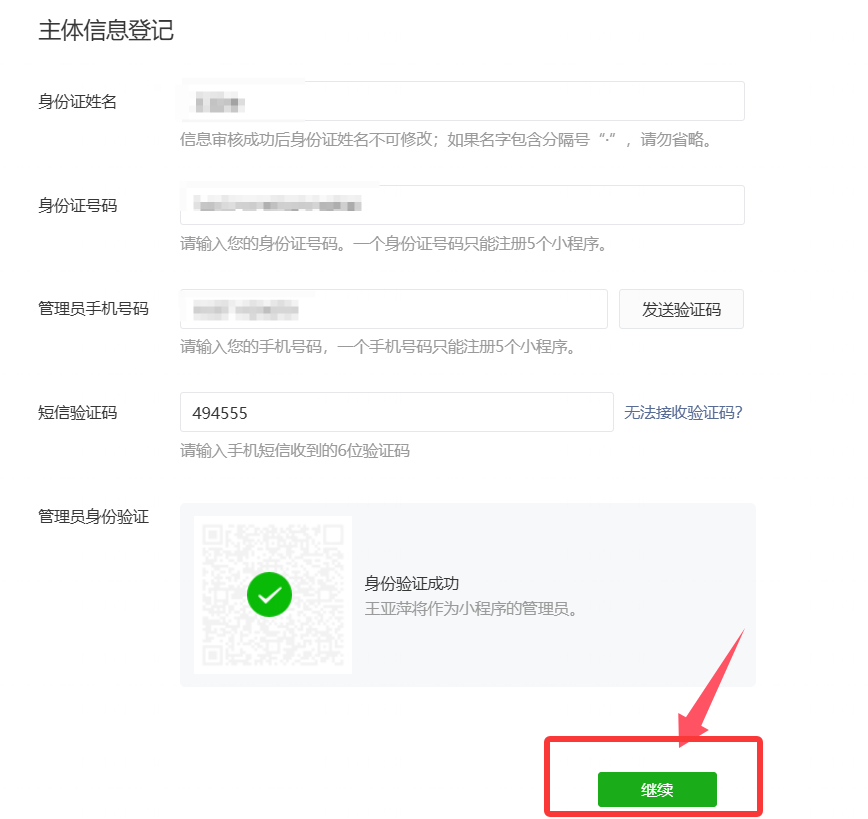 主体信息登记
身份证姓名
信息审核成功后身份证姓名不可修改；如果名字包含分隔号“·”，请勿省略。
身份证号码
请输入您的身份证号码。一个身份证号码只能注册5个小程序。
管理员手机号码
发送验证码
请输入您的手机号码，一个手机号码只能注册5个小程序。
短信验证码
494555
无法接收验证码?
请输入手机短信收到的6位验证码
管理员身份验证
身份验证成功
王亚萍将作为小程序的管理员。
继续